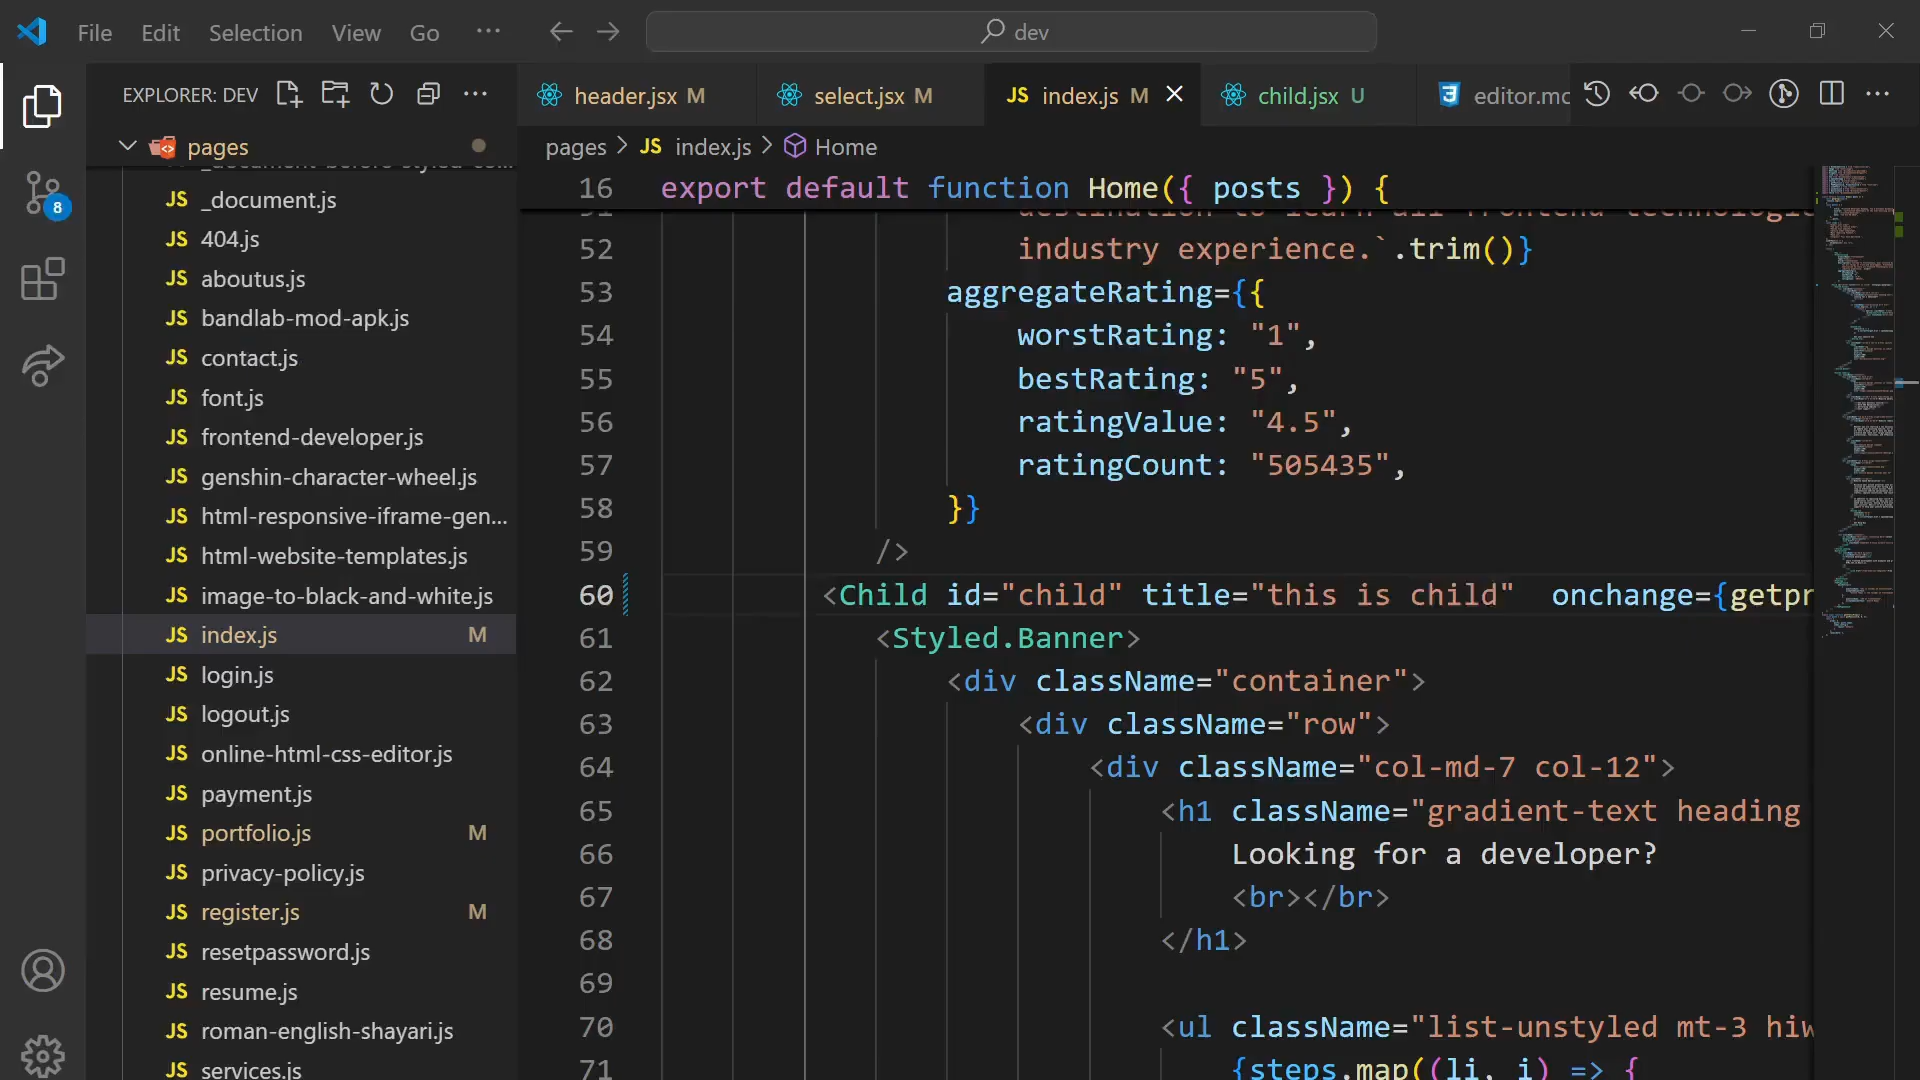 File Edit Selection View Go ··· dev
EXPLORER: DEV
header.jsx M select.jsx M JS index.js M child.jsx U editor.mo
pages
pages > JS index.js > Home
JS _document.js
JS 404.js
JS aboutus.js
JS bandlab-mod-apk.js
JS contact.js
JS font.js
JS frontend-developer.js
JS genshin-character-wheel.js
JS html-responsive-iframe-gen...
JS html-website-templates.js
JS image-to-black-and-white.js
JS index.js M
JS login.js
JS logout.js
JS online-html-css-editor.js
JS payment.js
JS portfolio.js M
JS privacy-policy.js
JS register.js M
JS resetpassword.js
JS resume.js
JS roman-english-shayari.js
JS services.js
8
16 export default function Home({ posts }) {
destination to learn all frontend technologie
52 industry experience.`.trim()}
53 aggregateRating={{
54 worstRating: "1",
55 bestRating: "5",
56 ratingValue: "4.5",
57 ratingCount: "505435",
58 }}
59 />
60 <Child id="child" title="this is child"  onchange={getpr
61 <Styled.Banner>
62 <div className="container">
63 <div className="row">
64 <div className="col-md-7 col-12">
65 <h1 className="gradient-text heading
66 Looking for a developer?
67 <br></br>
68 </h1>
69
70 <ul className="list-unstyled mt-3 hiw
71 {steps.map((li, i) => {